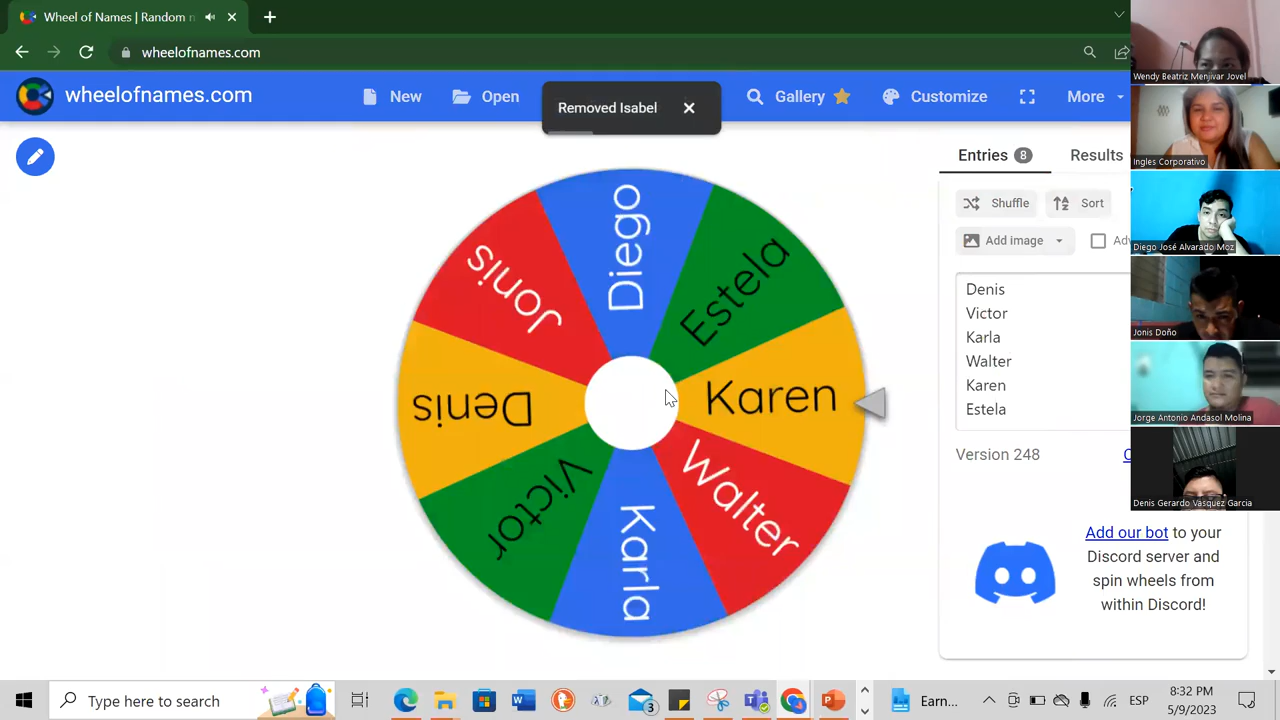 Wheel of Names | Random n
wheelofnames.com
wheelofnames.com
New
Open
Removed Isabel
Gallery
Customize
More
Entries 8
Results
Shuffle
Sort
Add image
Denis
Victor
Karla
Walter
Karen
Estela
Version 248
Add our bot to your
Discord server and
spin wheels from
within Discord!
Diego
Estela
Karen
Walter
Karla
Victor
Denis
Jonis
Wendy Beatriz Menjivar Jovel
Ingles Corporativo
Diego José Alvarado Moz
Jonis Doño
Jorge Antonio Andasol Molina
Denis Gerardo Vasquez Garcia
Type here to search
3
Earn...
ESP
8:32 PM
5/9/2023